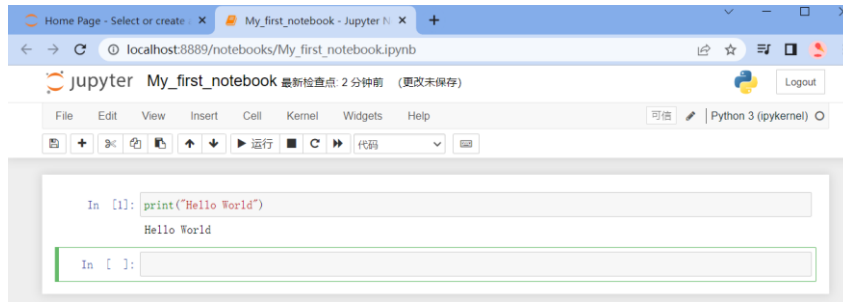 Home Page - Select or create a
My_first_notebook - Jupyter N
localhost:8889/notebooks/My_first_notebook.ipynb
jupyter My_first_notebook 最新检查点: 2 分钟前 (更改未保存)
Logout
File Edit View Insert Cell Kernel Widgets Help
可信 Python 3 (ipykernel)
运行 代码
In [1]: print("Hello World")
Hello World
In [ ]: